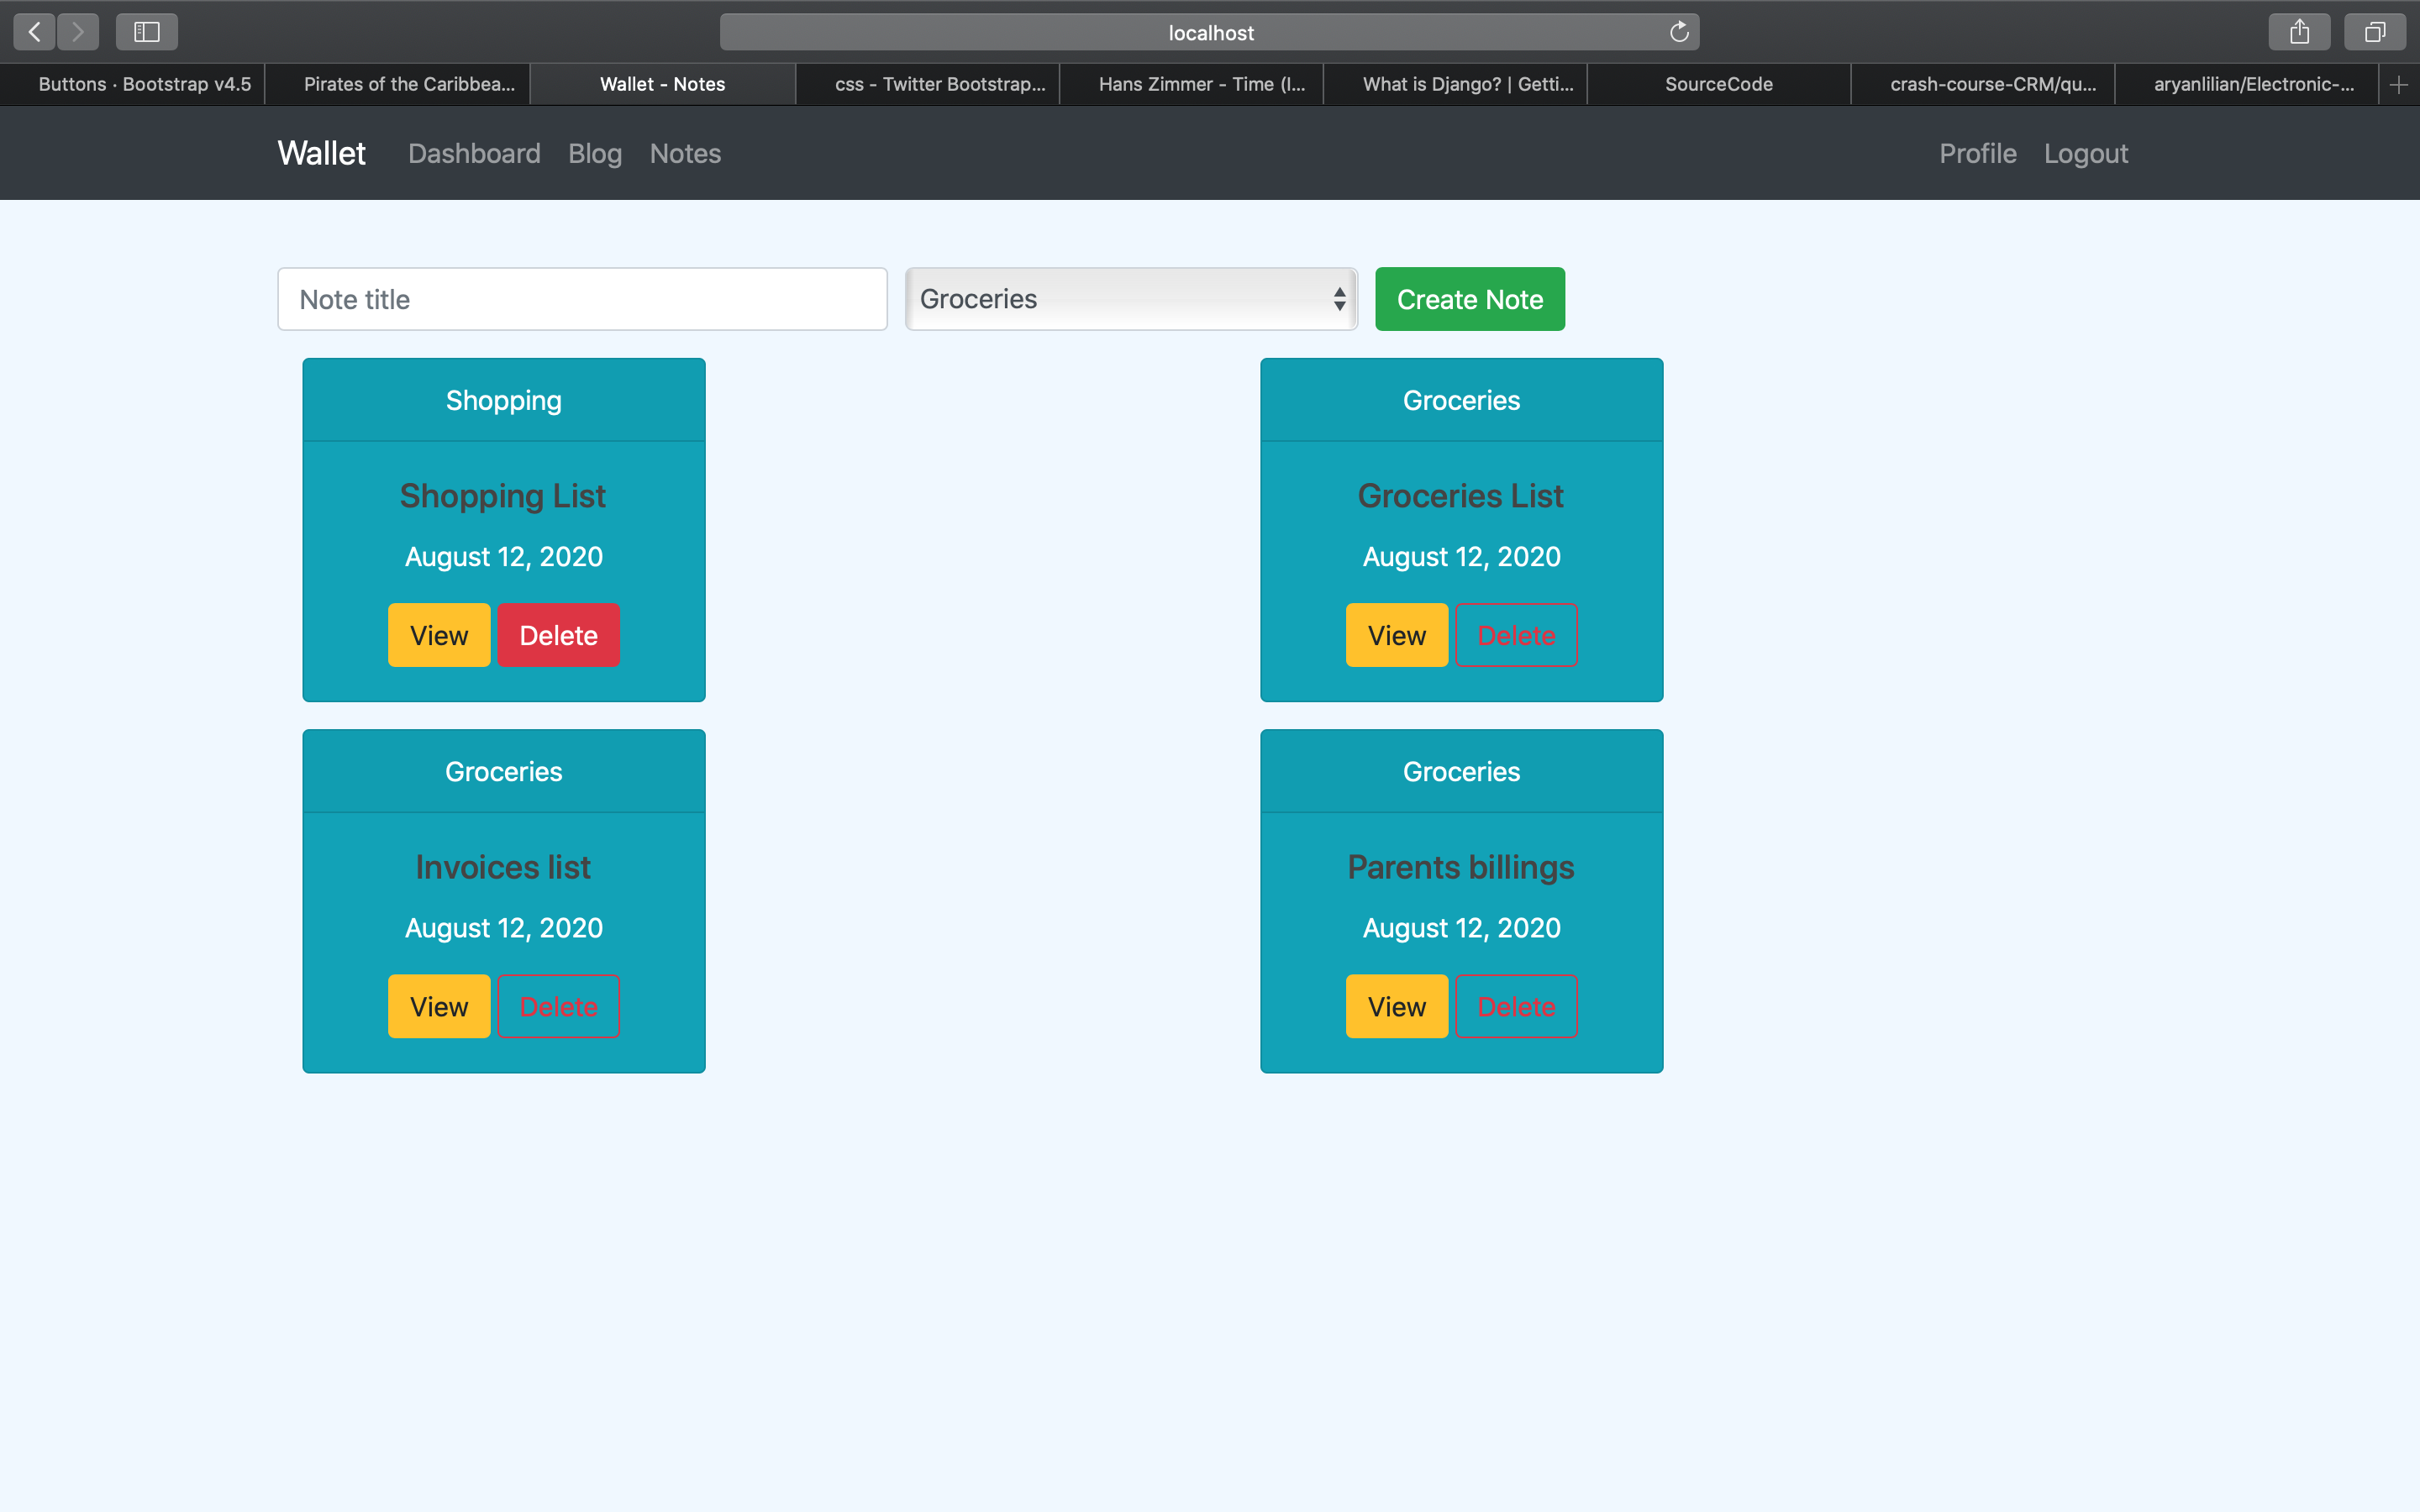 localhost
Buttons · Bootstrap v4.5
Pirates of the Caribbea...
Wallet - Notes
css - Twitter Bootstrap...
Hans Zimmer - Time (I...
What is Django? | Getti...
SourceCode
crash-course-CRM/qu...
aryanlilian/Electronic-...
Wallet Dashboard Blog Notes Profile Logout
Note title Groceries Create Note
Shopping
Shopping List
August 12, 2020
View Delete
Groceries
Groceries List
August 12, 2020
View Delete
Groceries
Invoices list
August 12, 2020
View Delete
Groceries
Parents billings
August 12, 2020
View Delete